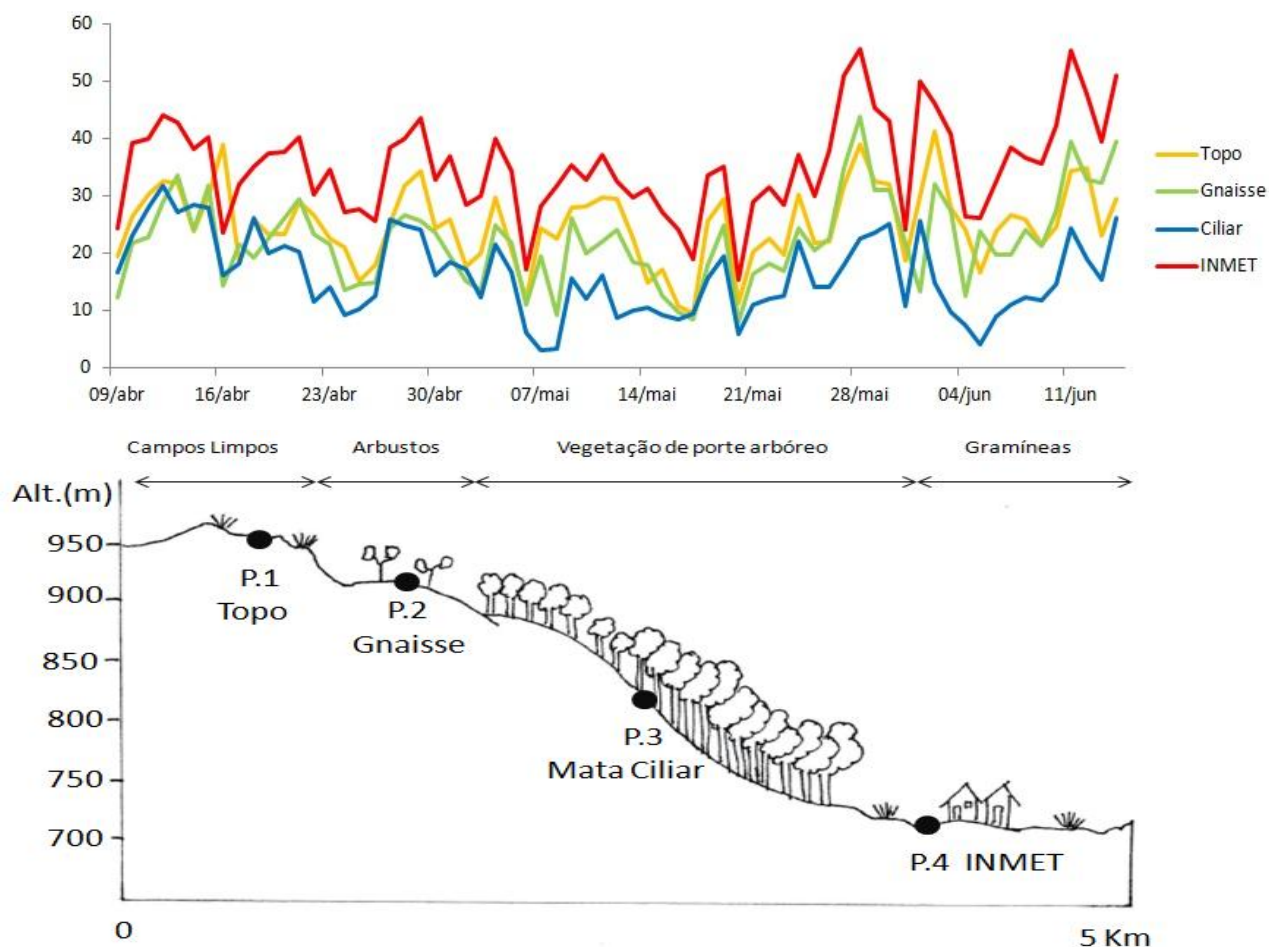 60
50
40
30
20
10
0
09/abr 16/abr 23/abr 30/abr 07/mai 14/mai 21/mai 28/mai 04/jun 11/jun
Topo
Gnaisse
Ciliar
INMET
Campos Limpos Arbustos Vegetação de porte arbóreo Gramíneas
Alt.(m)
950
900
850
800
750
700
P.1
Topo
P.2
Gnaisse
P.3
Mata Ciliar
P.4 INMET
0 5 Km